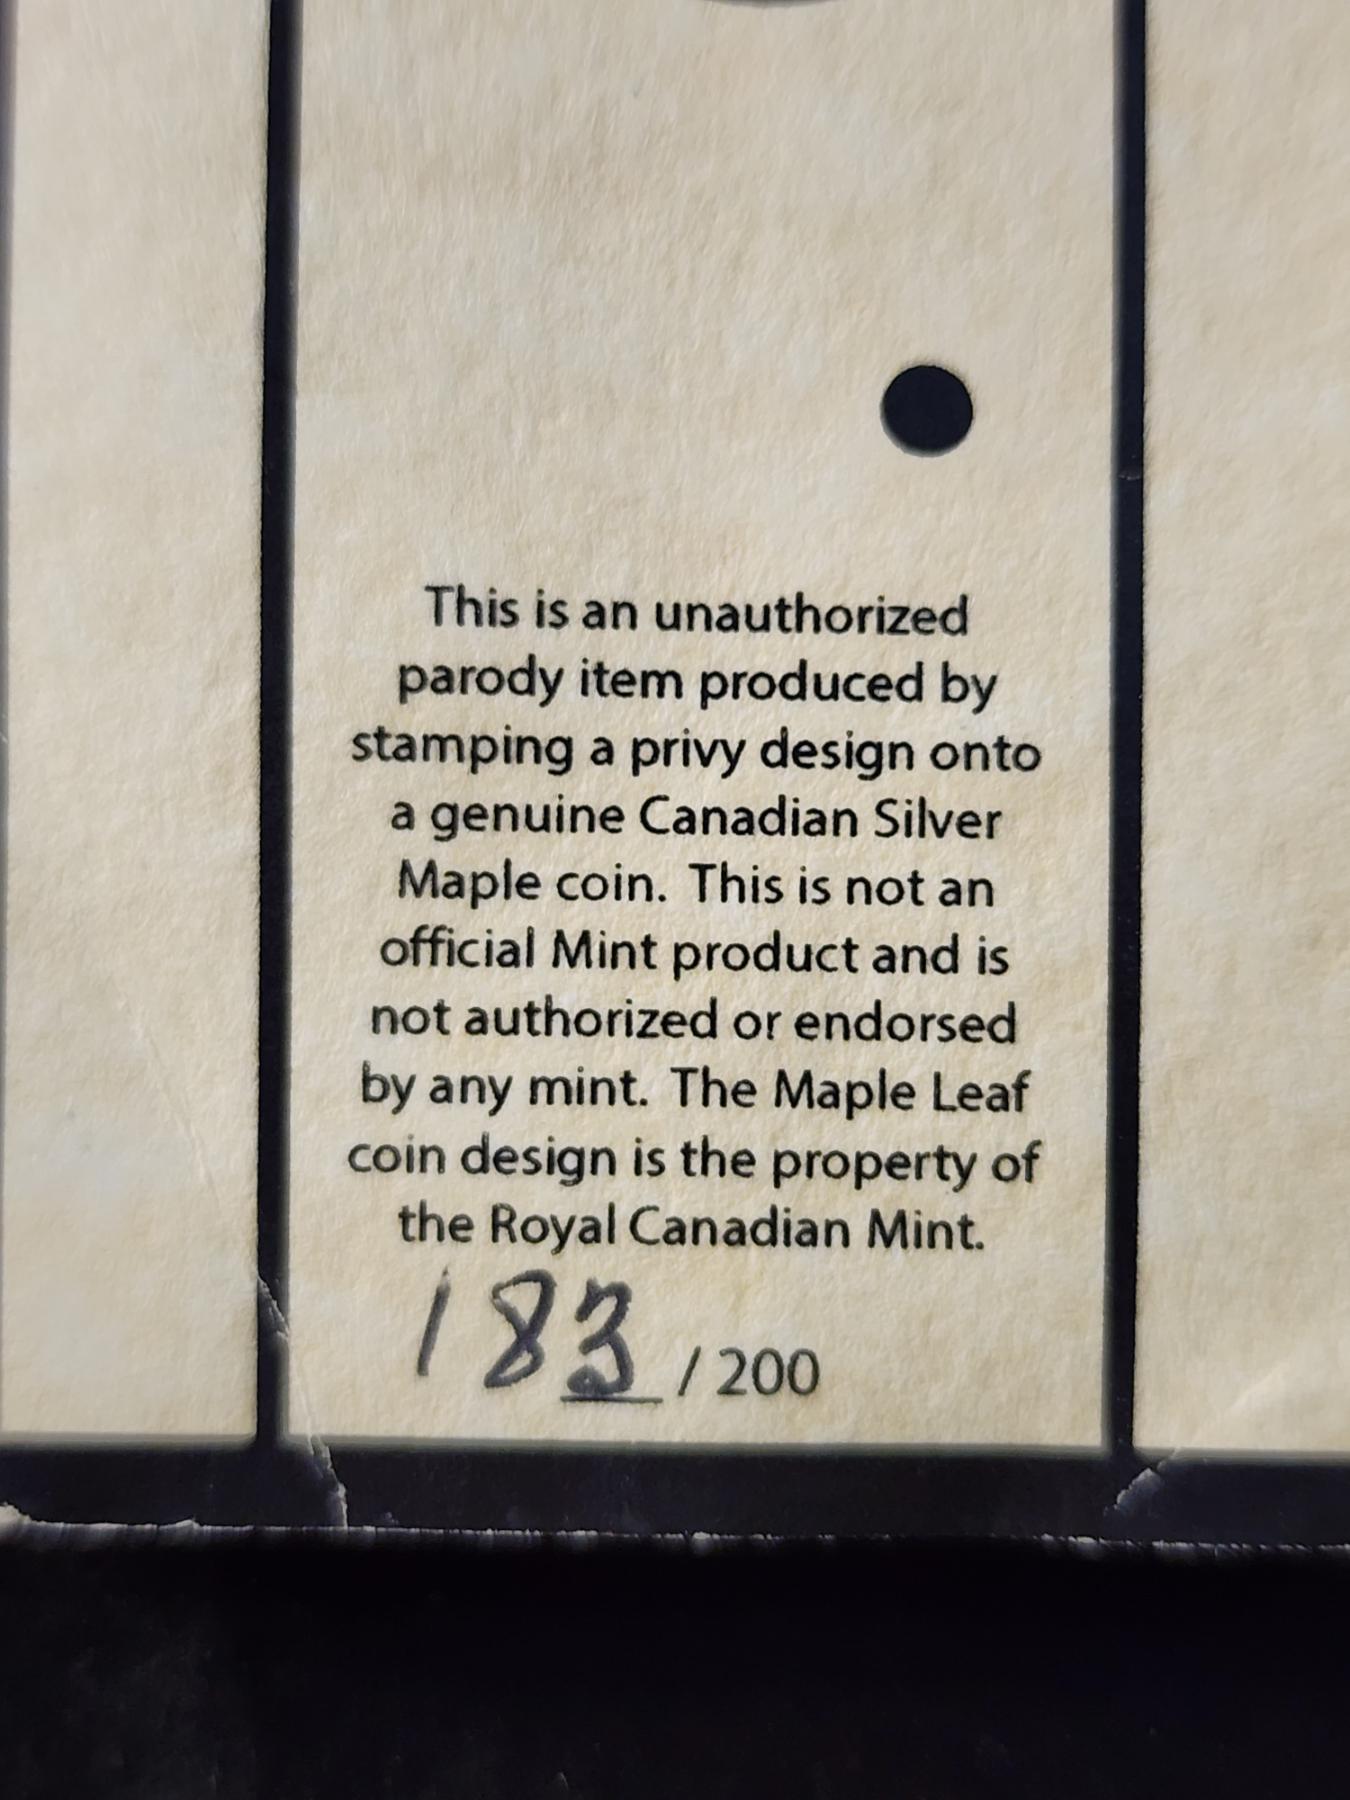 This is an unauthorized
parody item produced by
stamping a privy design onto
a genuine Canadian Silver
Maple coin. This is not an
official Mint product and is
not authorized or endorsed
by any mint. The Maple Leaf
coin design is the property of
the Royal Canadian Mint.
183 / 200